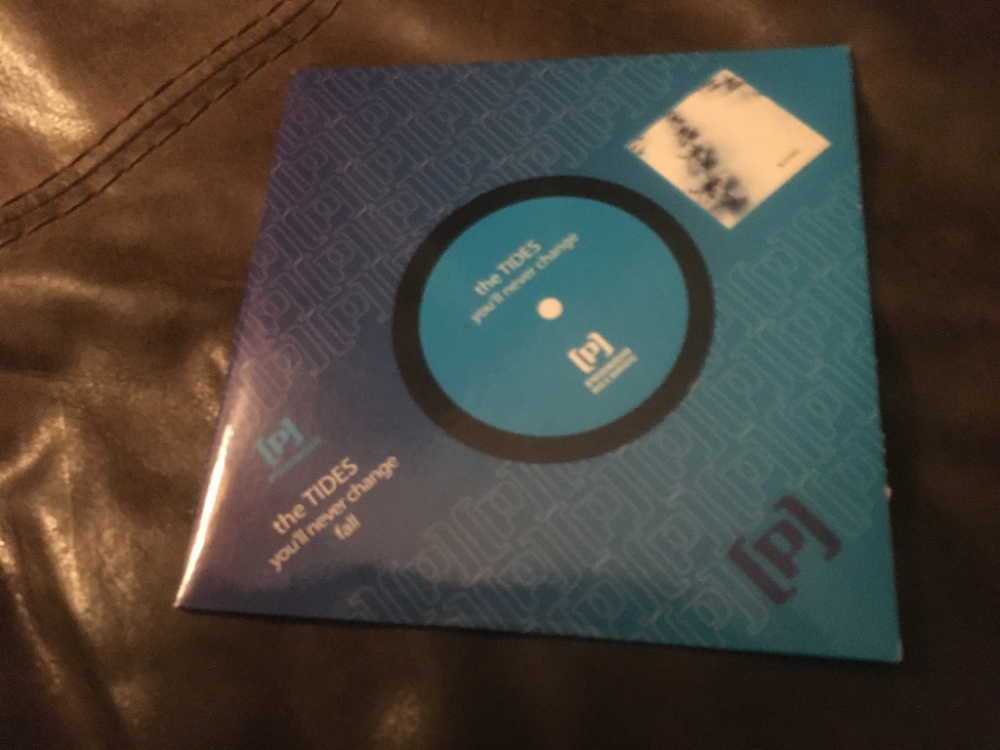 the TIDES
you'll never change
[P]
[P]
the TIDES
you'll never change
fall
[P]